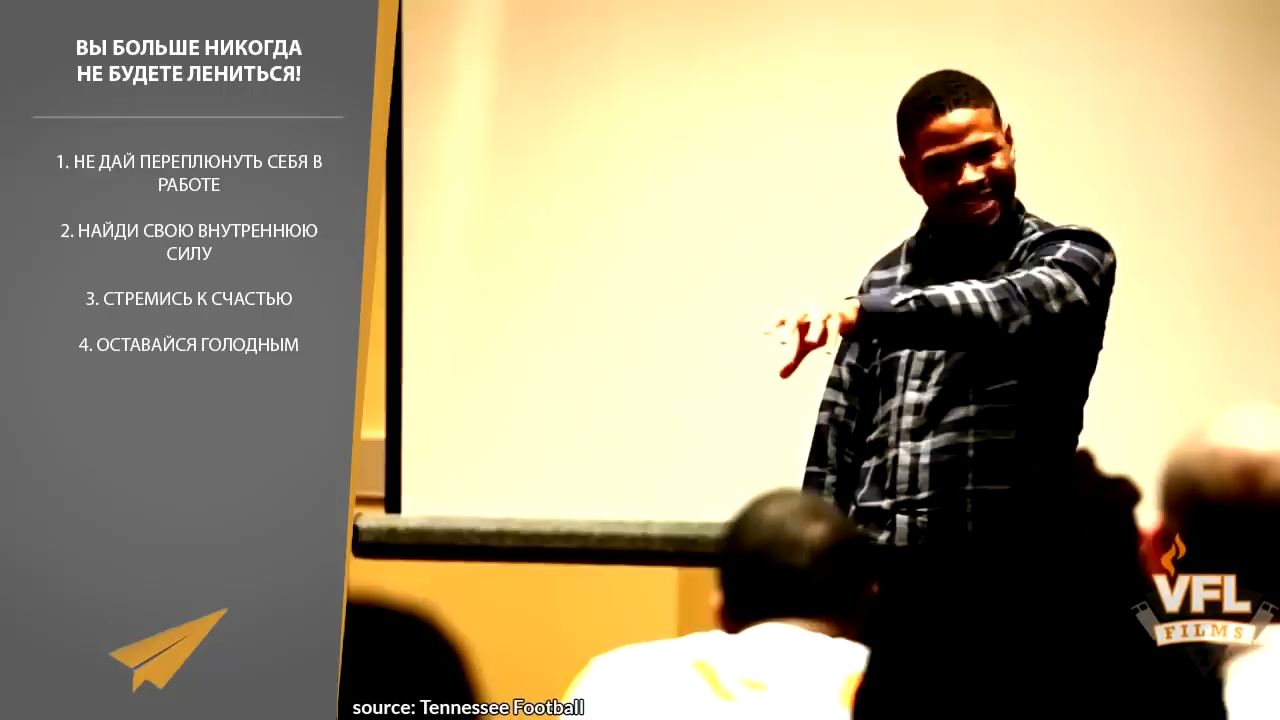 ВЫ БОЛЬШЕ НИКОГДА
НЕ БУДЕТЕ ЛЕНИТЬСЯ!
1. НЕ ДАЙ ПЕРЕПЛЮНУТЬ СЕБЯ В
РАБОТЕ
2. НАЙДИ СВОЮ ВНУТРЕННЮЮ
СИЛУ
3. СТРЕМИСЬ К СЧАСТЬЮ
4. ОСТАВАЙСЯ ГОЛОДНЫМ
VFL
FILMS
source: Tennessee Football